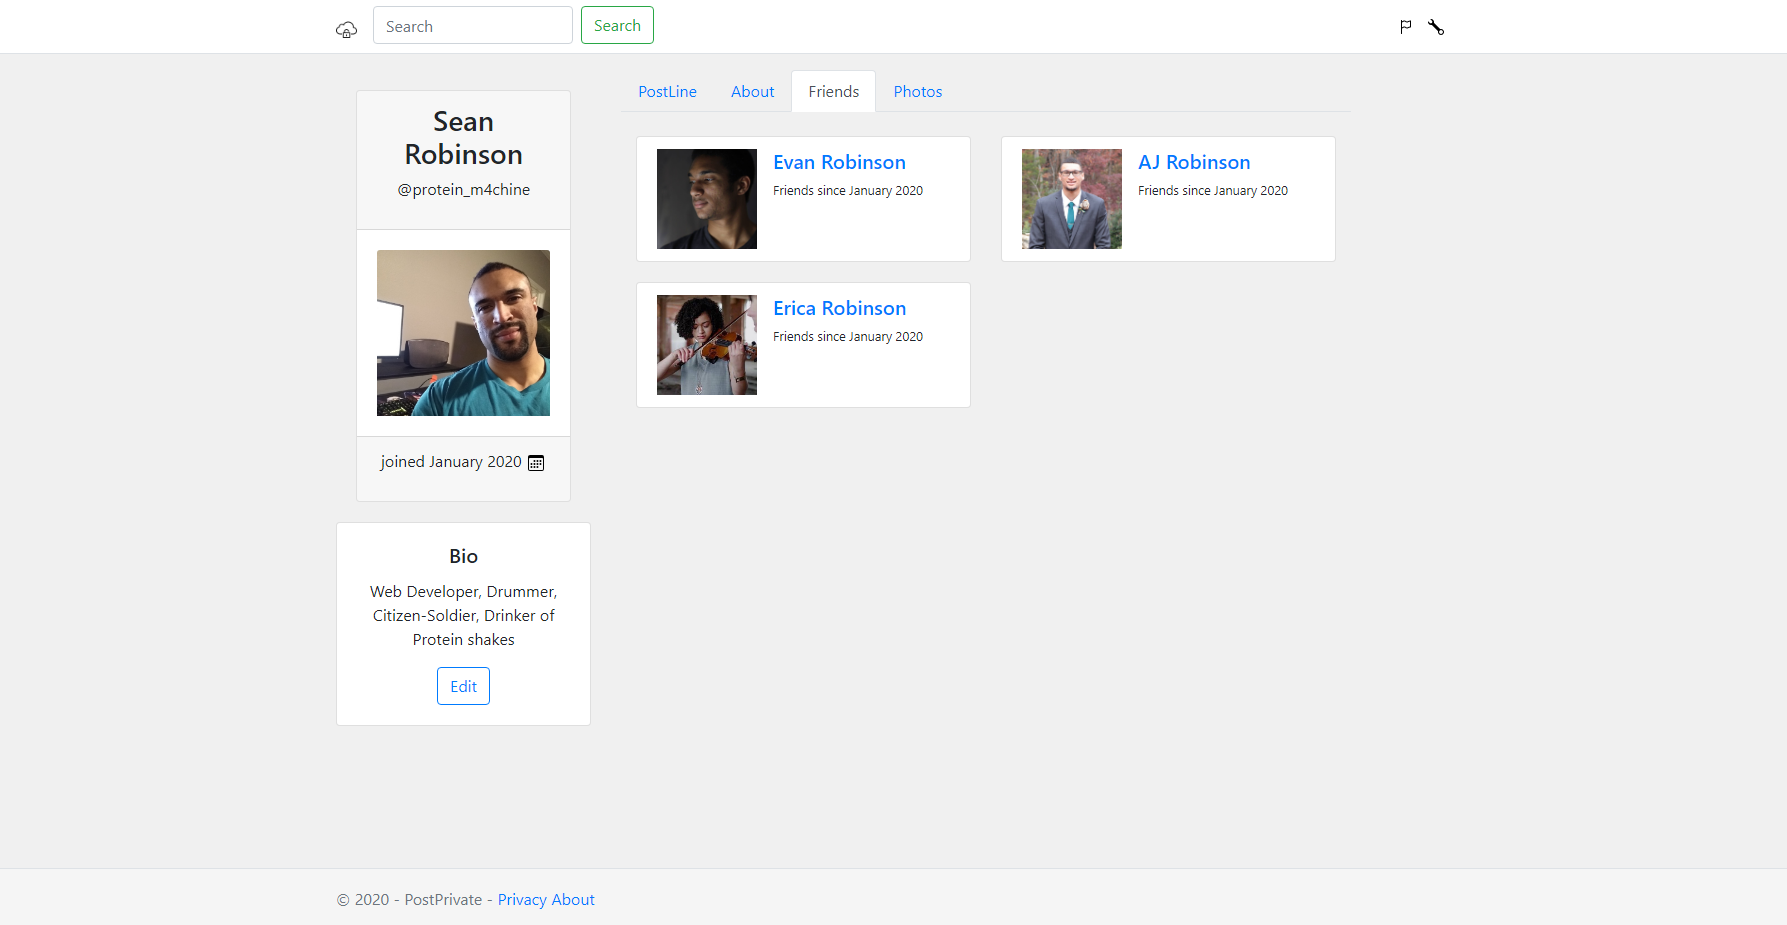 Search
Search
PostLine
About
Friends
Photos
Sean
Robinson
@protein_m4chine
joined January 2020
Bio
Web Developer, Drummer,
Citizen-Soldier, Drinker of
Protein shakes
Edit
Evan Robinson
Friends since January 2020
AJ Robinson
Friends since January 2020
Erica Robinson
Friends since January 2020
© 2020 - PostPrivate - Privacy About